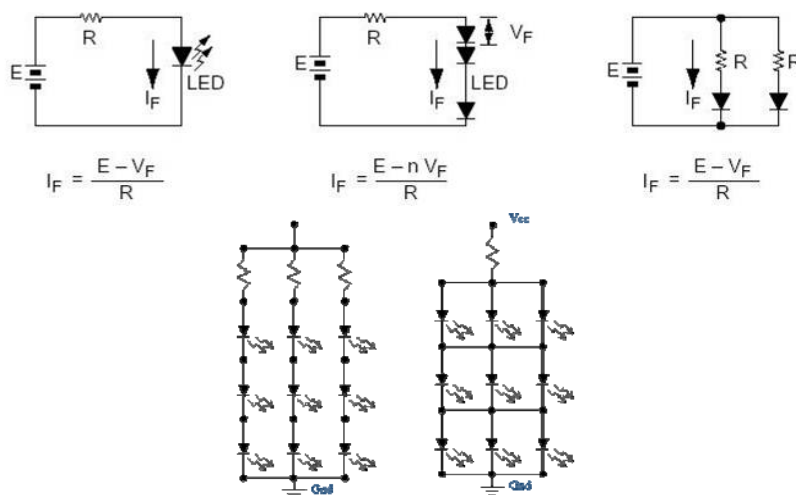 R
E
I_F
LED
I_F = (E – V_F) / R
R
E
I_F
LED
V_F
I_F = (E – n V_F) / R
E
I_F
R
R
I_F = (E – V_F) / R
Vcc
Gnd
Gnd